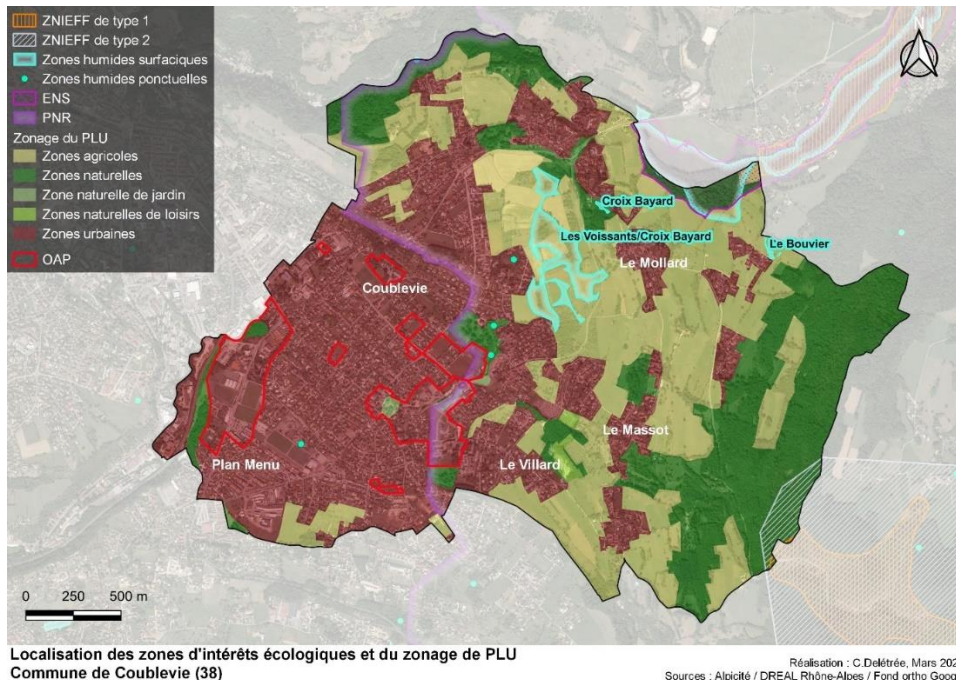 ZNIEFF de type 1
ZNIEFF de type 2
Zones humides surfaciques
Zones humides ponctuelles
ENS
PNR
Zonage du PLU
Zones agricoles
Zones naturelles
Zone naturelle de jardin
Zones naturelles de loisirs
Zones urbaines
OAP
N
Croix Bayard
Les Voissants/Croix Bayard
Le Bouvier
Le Mollard
Coublevie
Le Massot
Plan Menu
Le Villard
0 250 500 m
Localisation des zones d'intérêts écologiques et du zonage de PLU
Commune de Coublevie (38)
Réalisation : C.Delétrée, Mars 202
Sources : Alpicité / DREAL Rhône-Alpes / Fond ortho Goog